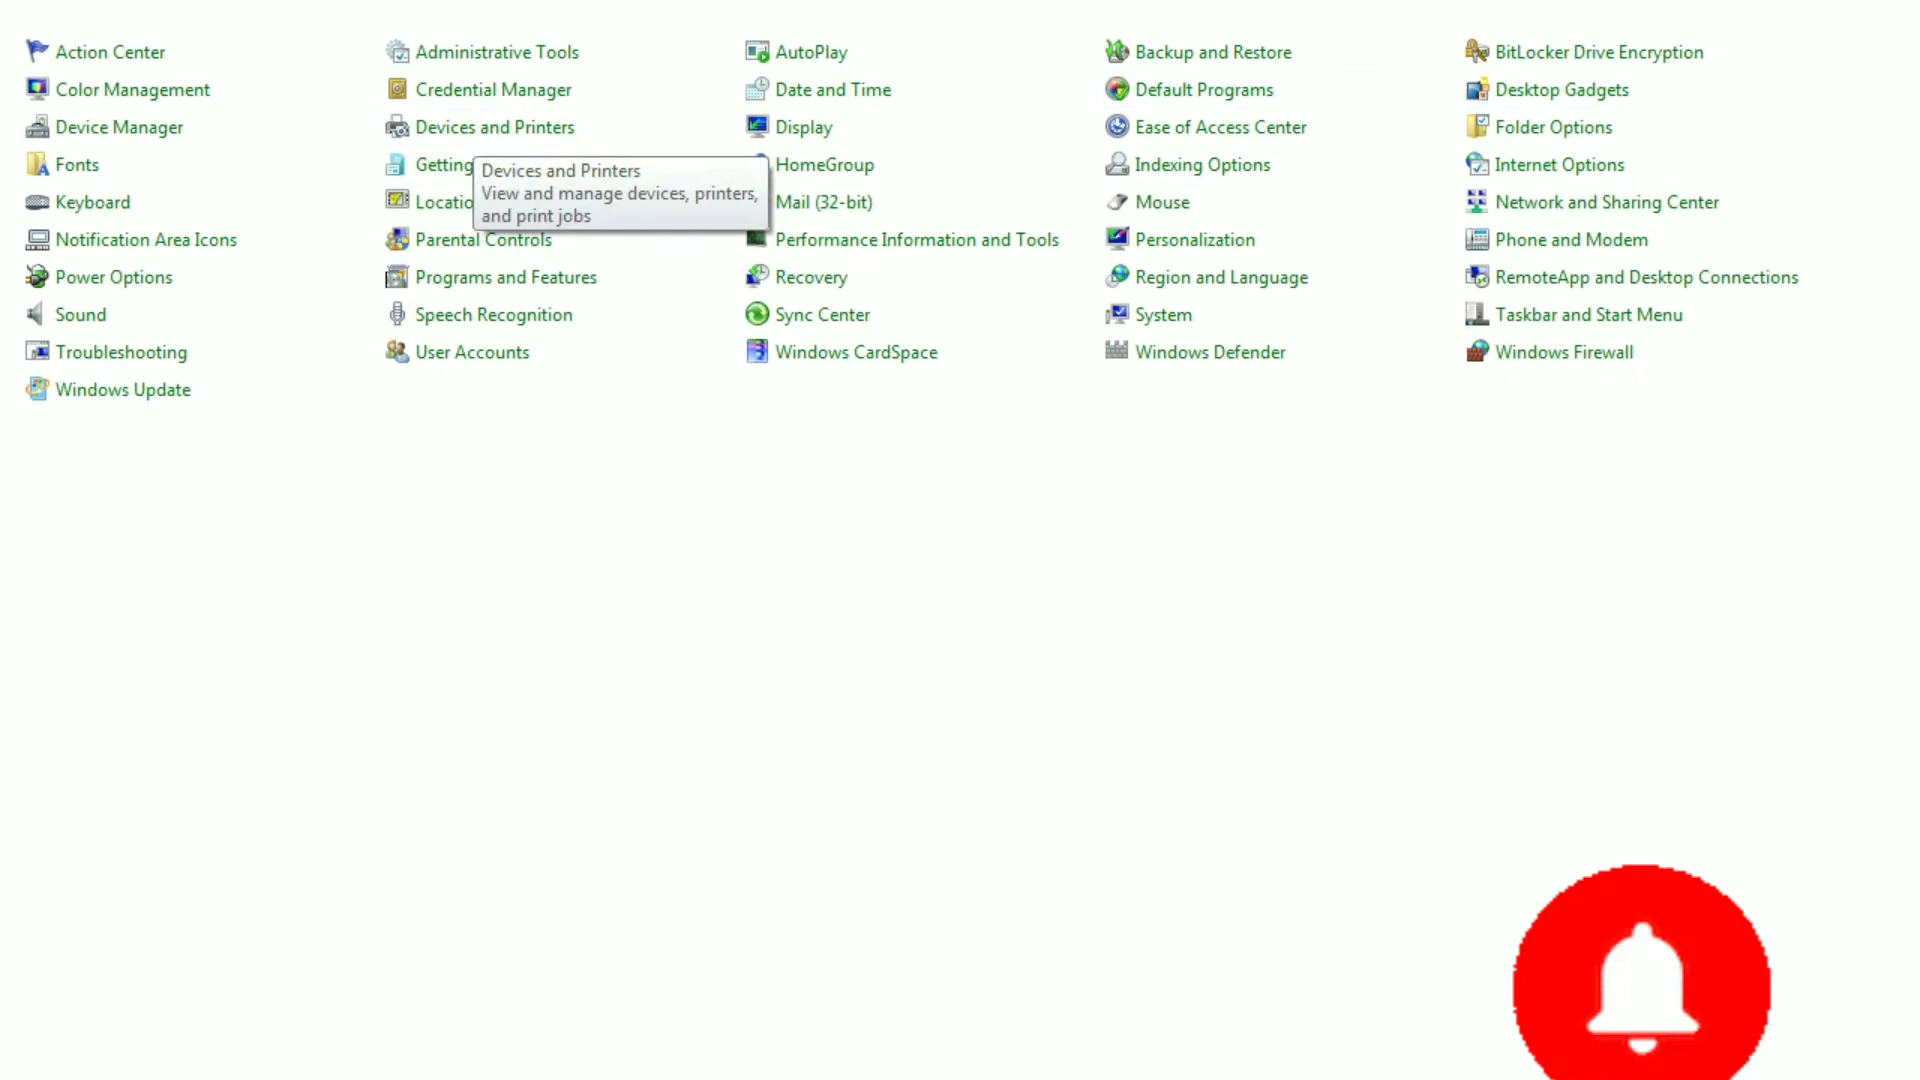 Action Center
Administrative Tools
AutoPlay
Backup and Restore
BitLocker Drive Encryption
Color Management
Credential Manager
Date and Time
Default Programs
Desktop Gadgets
Device Manager
Devices and Printers
Display
Ease of Access Center
Folder Options
Fonts
Getting
Devices and Printers
View and manage devices, printers,
and print jobs
HomeGroup
Indexing Options
Internet Options
Keyboard
Locatio
Mail (32-bit)
Mouse
Network and Sharing Center
Notification Area Icons
Parental Controls
Performance Information and Tools
Personalization
Phone and Modem
Power Options
Programs and Features
Recovery
Region and Language
RemoteApp and Desktop Connections
Sound
Speech Recognition
Sync Center
System
Taskbar and Start Menu
Troubleshooting
User Accounts
Windows CardSpace
Windows Defender
Windows Firewall
Windows Update